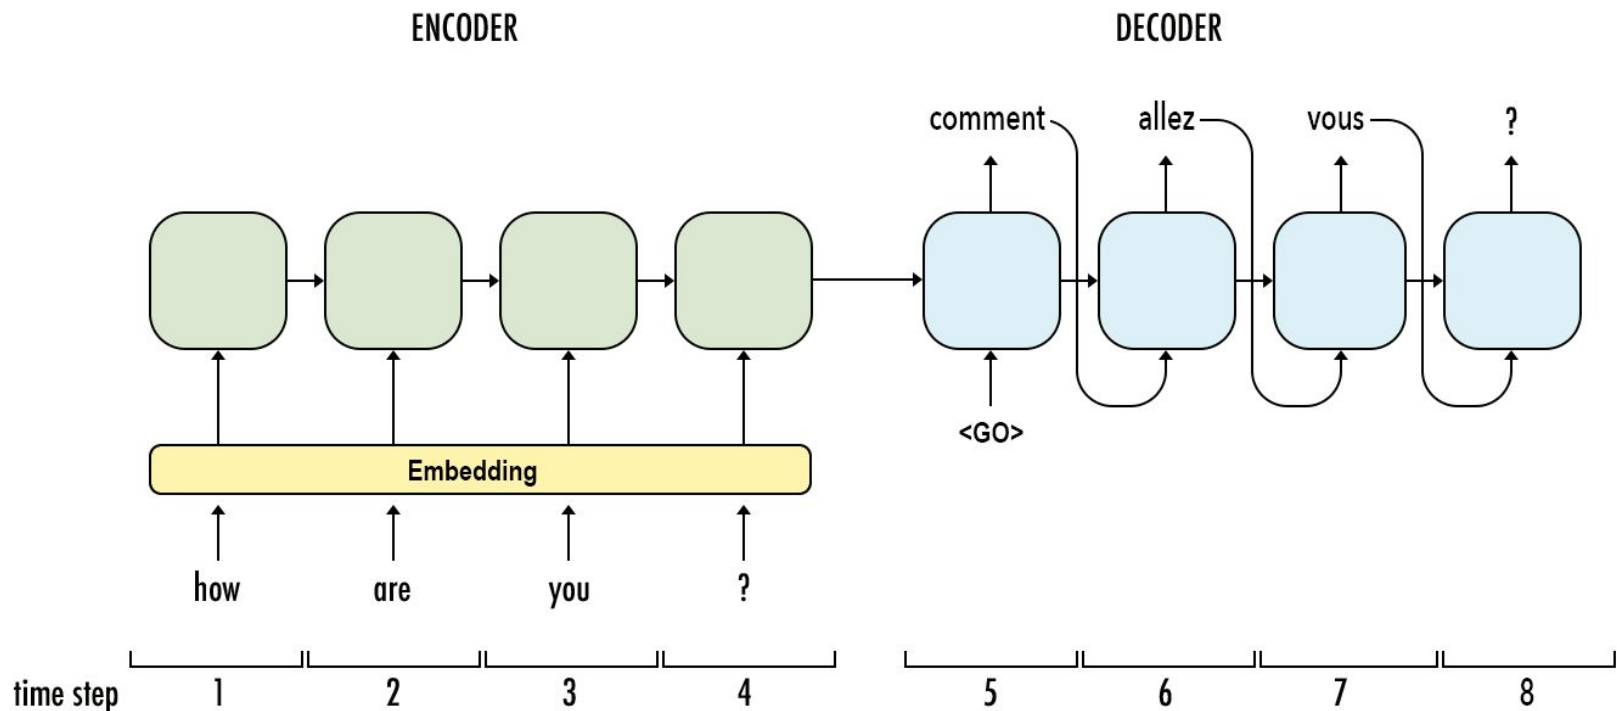 ENCODER DECODER
comment allez vous ?
<GO>
Embedding
how are you ?
time step 1 2 3 4 5 6 7 8